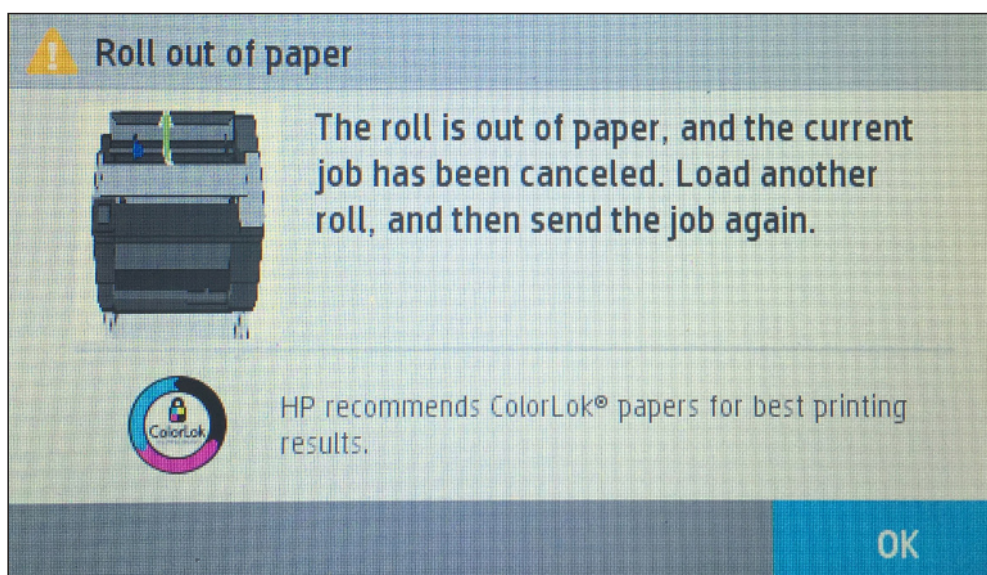 Roll out of paper
The roll is out of paper, and the current
job has been canceled. Load another
roll, and then send the job again.
ColorLok
HP recommends ColorLok® papers for best printing
results.
OK